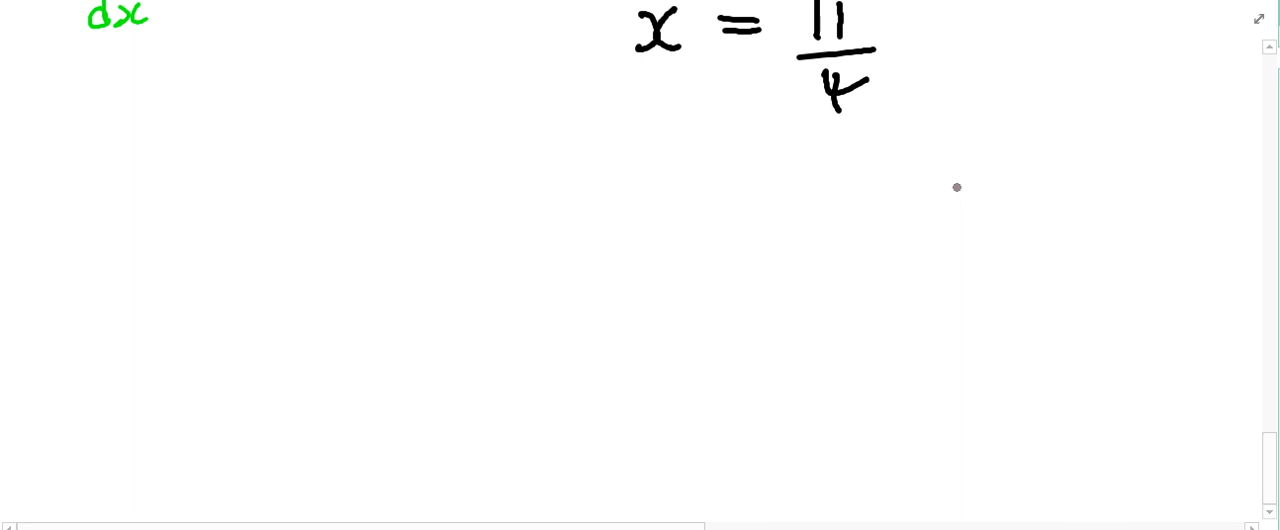 dx
x = 11/4